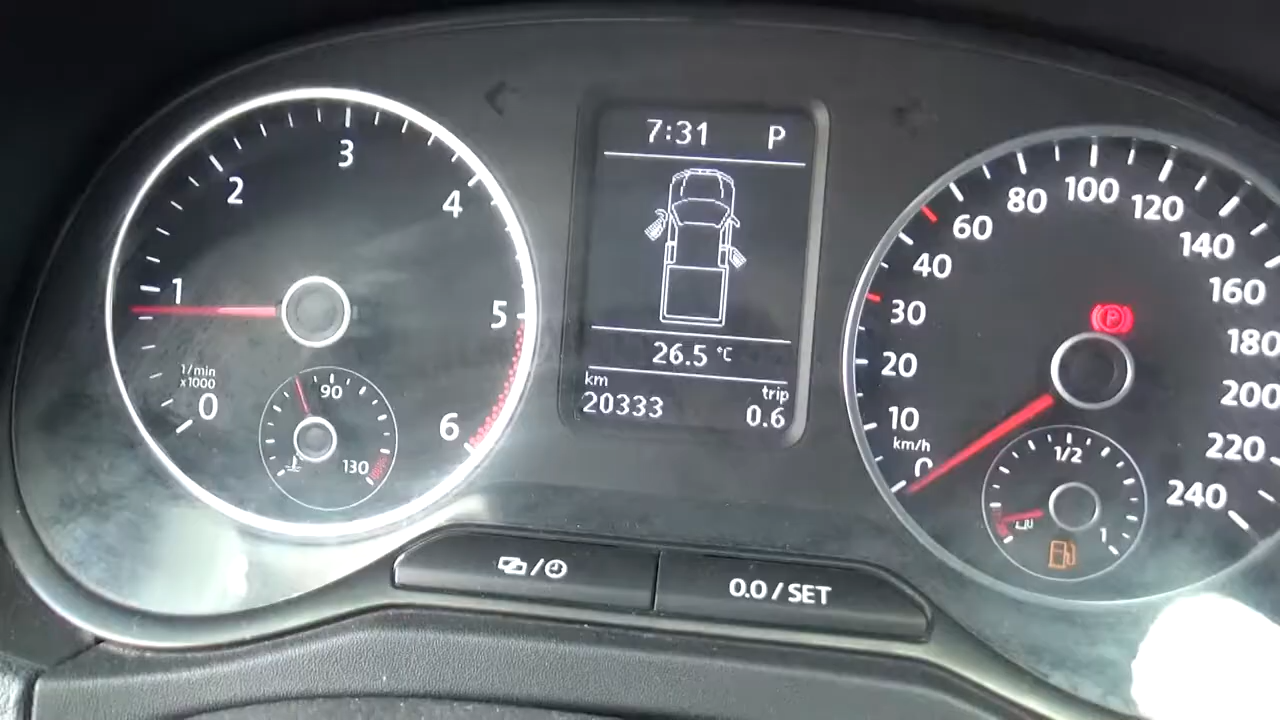 7:31 P
26.5 °C
km trip
20333 0.6
0 1 2 3 4 5 6
1/min
x1000
90
130
0 10 20 30 40 60 80 100 120 140 160 180 200 220 240
km/h
P
1/2
1
/
0.0 / SET